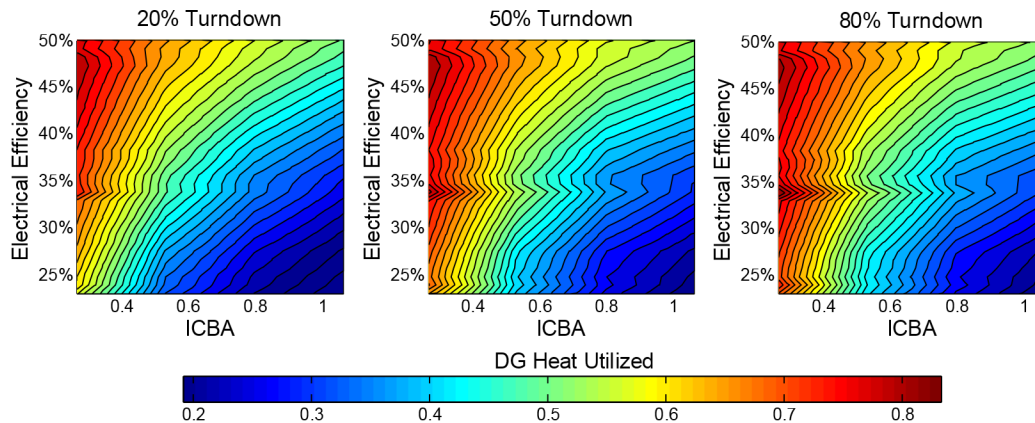 20% Turndown
50% Turndown
80% Turndown
Electrical Efficiency
50%
45%
40%
35%
30%
25%
0.4 0.6 0.8 1
ICBA
Electrical Efficiency
50%
45%
40%
35%
30%
25%
0.4 0.6 0.8 1
ICBA
Electrical Efficiency
50%
45%
40%
35%
30%
25%
0.4 0.6 0.8 1
ICBA
DG Heat Utilized
0.2 0.3 0.4 0.5 0.6 0.7 0.8